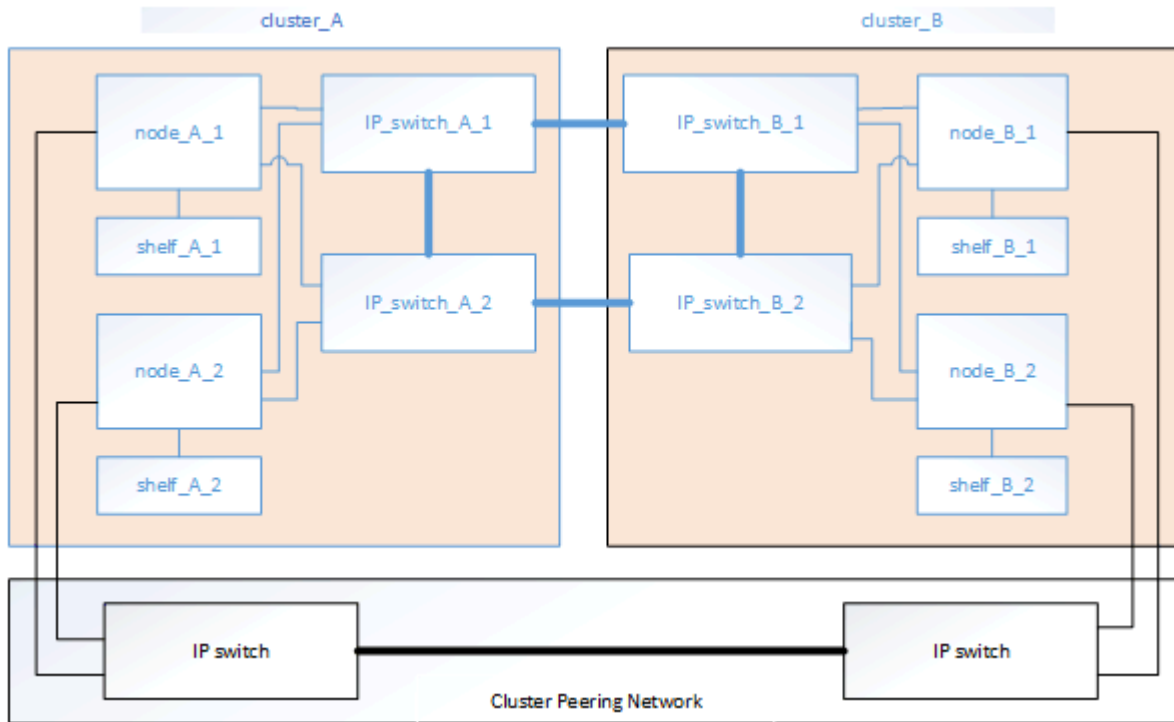 cluster_A
cluster_B
node_A_1
IP_switch_A_1
IP_switch_B_1
node_B_1
shelf_A_1
shelf_B_1
IP_switch_A_2
IP_switch_B_2
node_A_2
node_B_2
shelf_A_2
shelf_B_2
IP switch
IP switch
Cluster Peering Network